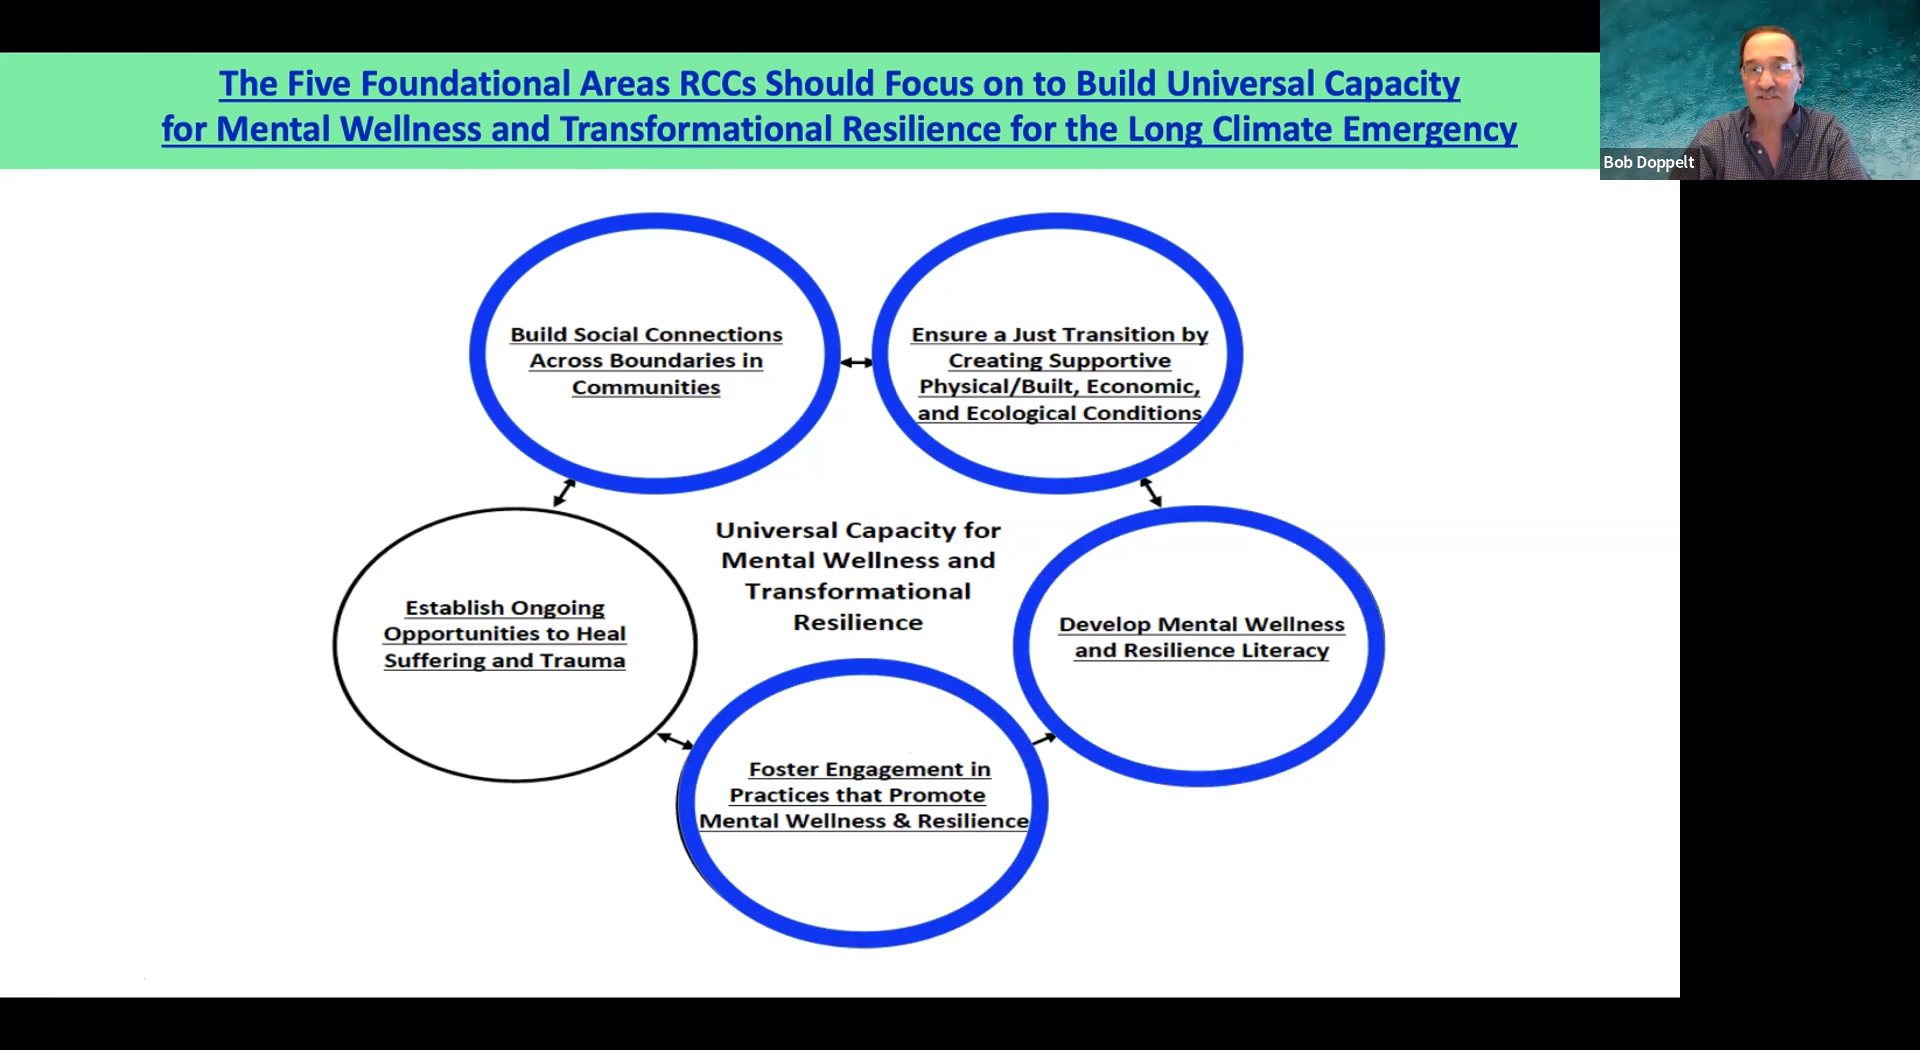 The Five Foundational Areas RCCs Should Focus on to Build Universal Capacity
for Mental Wellness and Transformational Resilience for the Long Climate Emergency
Bob Doppelt
Build Social Connections
Across Boundaries in
Communities
Ensure a Just Transition by
Creating Supportive
Physical/Built, Economic,
and Ecological Conditions
Universal Capacity for
Mental Wellness and
Transformational
Resilience
Establish Ongoing
Opportunities to Heal
Suffering and Trauma
Develop Mental Wellness
and Resilience Literacy
Foster Engagement in
Practices that Promote
Mental Wellness & Resilience